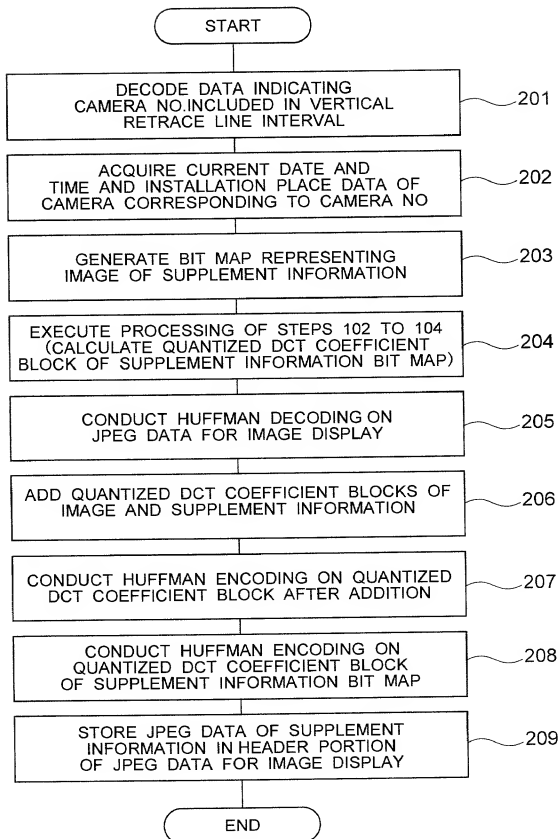 START
DECODE DATA INDICATING
CAMERA NO.INCLUDED IN VERTICAL
RETRACE LINE INTERVAL
201
ACQUIRE CURRENT DATE AND
TIME AND INSTALLATION PLACE DATA OF
CAMERA CORRESPONDING TO CAMERA NO
202
GENERATE BIT MAP REPRESENTING
IMAGE OF SUPPLEMENT INFORMATION
203
EXECUTE PROCESSING OF STEPS 102 TO 104
(CALCULATE QUANTIZED DCT COEFFICIENT
BLOCK OF SUPPLEMENT INFORMATION BIT MAP)
204
CONDUCT HUFFMAN DECODING ON
JPEG DATA FOR IMAGE DISPLAY
205
ADD QUANTIZED DCT COEFFICIENT BLOCKS OF
IMAGE AND SUPPLEMENT INFORMATION
206
CONDUCT HUFFMAN ENCODING ON QUANTIZED
DCT COEFFICIENT BLOCK AFTER ADDITION
207
CONDUCT HUFFMAN ENCODING ON
QUANTIZED DCT COEFFICIENT BLOCK
OF SUPPLEMENT INFORMATION BIT MAP
208
STORE JPEG DATA OF SUPPLEMENT
INFORMATION IN HEADER PORTION
OF JPEG DATA FOR IMAGE DISPLAY
209
END